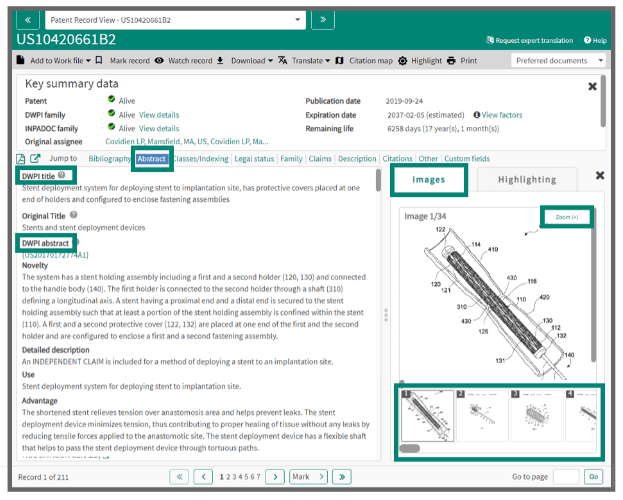 Patent Record View - US10420661B2
US10420661B2
Request expert translation Help
Add to Work file Mark record Watch record Download Translate Citation map Highlight Print Preferred documents
Key summary data
Patent Alive Publication date 2019-09-24
DWPI family Alive View details Expiration date 2037-02-05 (estimated) View factors
INPADOC family Alive View details Remaining life 6258 days (17 year(s), 1 month(s))
Original assignee Covidien LP, Mansfield, MA, US, Covidien LP, Ma...
Jump to Bibliography Abstract Classes/Indexing Legal status Family Claims Description Citations Other Custom fields
DWPI title
Stent deployment system for deploying stent to implantation site, has protective covers placed at one
end of holders and configured to enclose fastening assemblies
Original Title
Stents and stent deployment devices
DWPI abstract
(US20170172774A1)
Novelty
The system has a stent holding assembly including a first and a second holder (120, 130) and connected
to the handle body (140). The first holder is connected to the second holder through a shaft (310)
defining a longitudinal axis. A stent having a proximal end and a distal end is secured to the stent
holding assembly such that at least a portion of the stent holding assembly is confined within the stent
(110). A first and a second protective cover (122, 132) are placed at one end of the first and the second
holder and are configured to enclose a first and a second fastening assembly.
Detailed description
An INDEPENDENT CLAIM is included for a method of deploying a stent to an implantation site.
Use
Stent deployment system for deploying stent to implantation site.
Advantage
The shortened stent relieves tension over anastomosis area and helps prevent leaks. The stent
deployment device minimizes tension, thus contributing to proper healing of tissue without any leaks by
reducing tensile forces applied to the anastomotic site. The stent deployment device has a flexible shaft
that helps to pass the stent deployment device through tortuous paths.
Images Highlighting
Image 1/34 Zoom (+)
122
114
410
120
121
430
116
110
420
310
430
125
130
112
132
131
140
1 2 3 4
Record 1 of 211 1 2 3 4 5 6 7 Mark Go to page Go